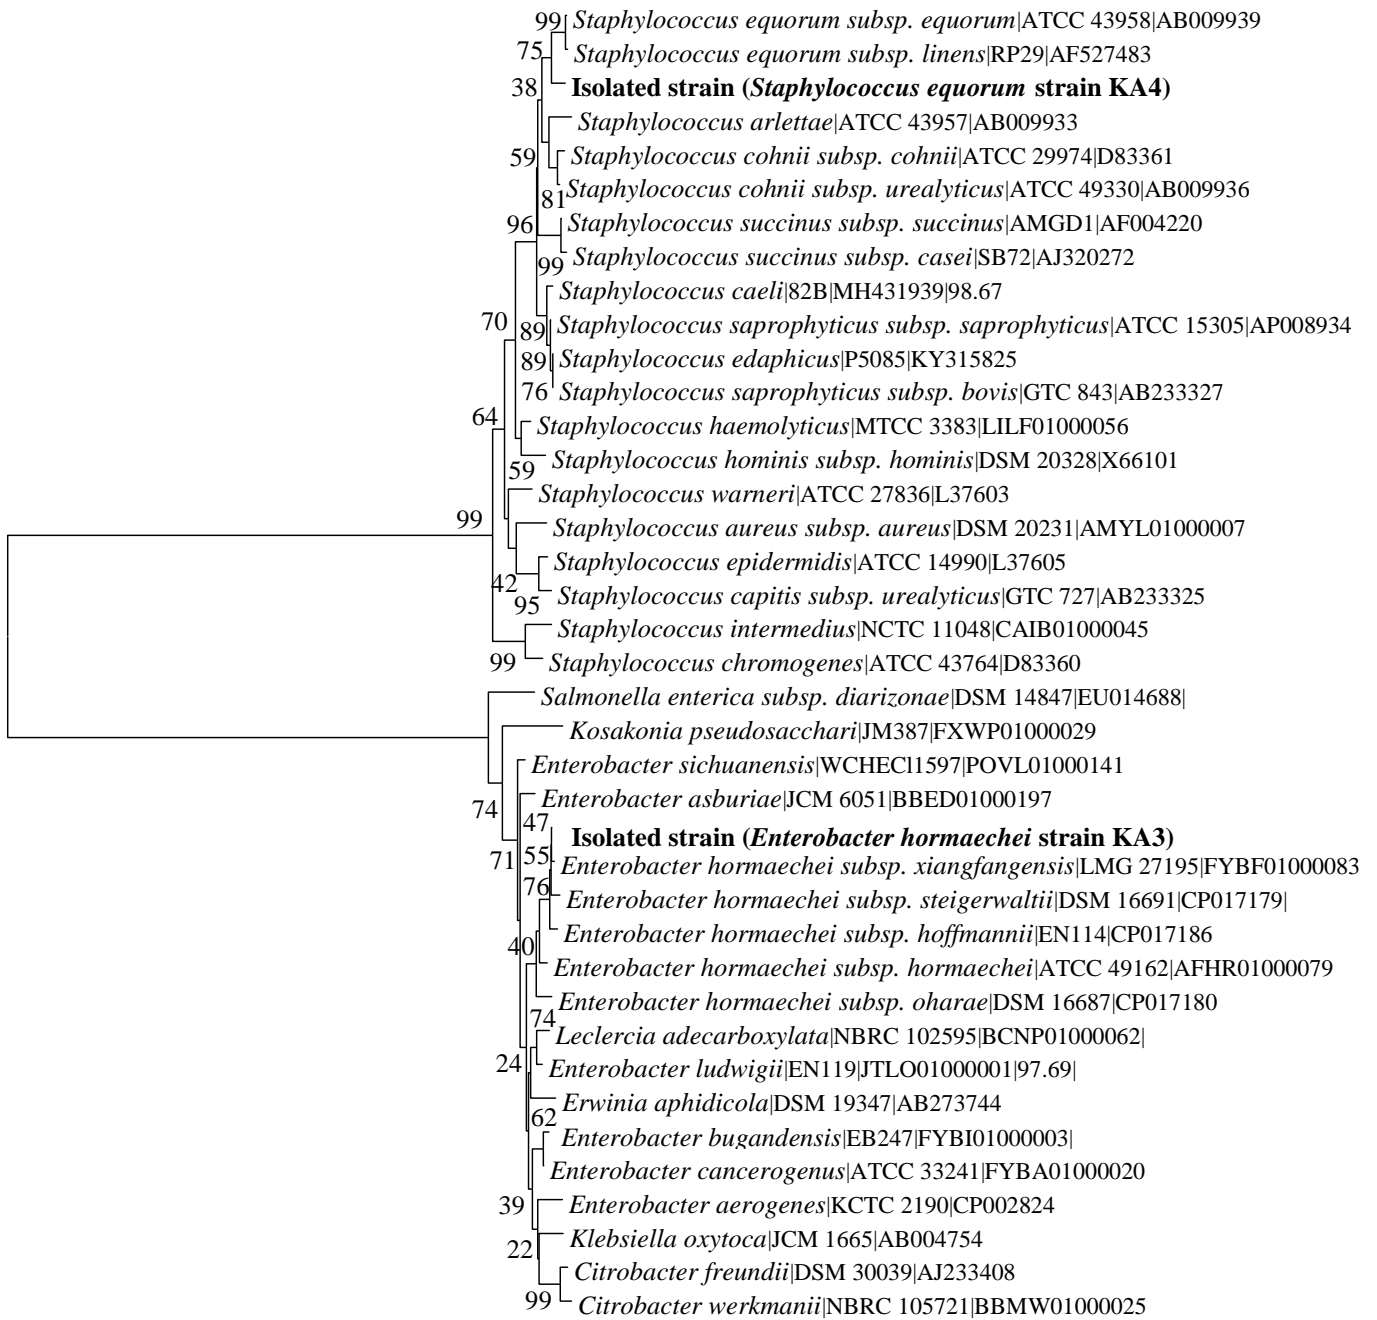 99 Staphylococcus equorum subsp. equorum|ATCC 43958|AB009939
75 Staphylococcus equorum subsp. linens|RP29|AF527483
38 Isolated strain (Staphylococcus equorum strain KA4)
Staphylococcus arlettae|ATCC 43957|AB009933
59 Staphylococcus cohnii subsp. cohnii|ATCC 29974|D83361
81 Staphylococcus cohnii subsp. urealyticus|ATCC 49330|AB009936
96 Staphylococcus succinus subsp. succinus|AMGD1|AF004220
99 Staphylococcus succinus subsp. casei|SB72|AJ320272
Staphylococcus caeli|82B|MH431939|98.67
70 89 Staphylococcus saprophyticus subsp. saprophyticus|ATCC 15305|AP008934
89 Staphylococcus edaphicus|P5085|KY315825
76 Staphylococcus saprophyticus subsp. bovis|GTC 843|AB233327
64 Staphylococcus haemolyticus|MTCC 3383|LILF01000056
59 Staphylococcus hominis subsp. hominis|DSM 20328|X66101
Staphylococcus warneri|ATCC 27836|L37603
99 Staphylococcus aureus subsp. aureus|DSM 20231|AMYL01000007
Staphylococcus epidermidis|ATCC 14990|L37605
42 95 Staphylococcus capitis subsp. urealyticus|GTC 727|AB233325
Staphylococcus intermedius|NCTC 11048|CAIB01000045
99 Staphylococcus chromogenes|ATCC 43764|D83360
Salmonella enterica subsp. diarizonae|DSM 14847|EU014688|
Kosakonia pseudosacchari|JM387|FXWP01000029
Enterobacter sichuanensis|WCHECl1597|POVL01000141
74 Enterobacter asburiae|JCM 6051|BBED01000197
47 Isolated strain (Enterobacter hormaechei strain KA3)
71 55 Enterobacter hormaechei subsp. xiangfangensis|LMG 27195|FYBF01000083
76 Enterobacter hormaechei subsp. steigerwaltii|DSM 16691|CP017179|
40 Enterobacter hormaechei subsp. hoffmannii|EN114|CP017186
Enterobacter hormaechei subsp. hormaechei|ATCC 49162|AFHR01000079
Enterobacter hormaechei subsp. oharae|DSM 16687|CP017180
74 Leclercia adecarboxylata|NBRC 102595|BCNP01000062|
24 Enterobacter ludwigii|EN119|JTLO01000001|97.69|
Erwinia aphidicola|DSM 19347|AB273744
62 Enterobacter bugandensis|EB247|FYBI01000003|
Enterobacter cancerogenus|ATCC 33241|FYBA01000020
39 Enterobacter aerogenes|KCTC 2190|CP002824
22 Klebsiella oxytoca|JCM 1665|AB004754
Citrobacter freundii|DSM 30039|AJ233408
99 Citrobacter werkmanii|NBRC 105721|BBMW01000025